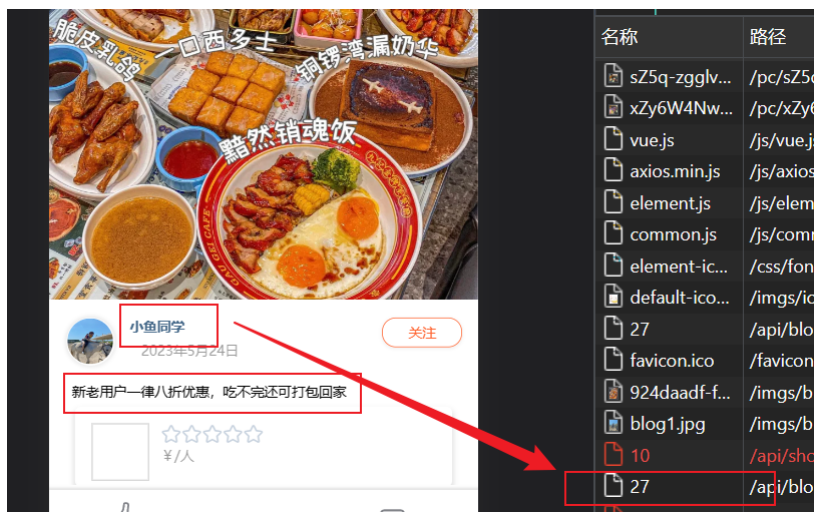 脆皮乳鸽
一口西多士
铜锣湾漏奶华
黯然销魂饭
小鱼同学
2023年5月24日
关注
新老用户一律八折优惠，吃不完还可打包回家
￥/人
名称 路径
sZ5q-zgglv... /pc/sZ5
xZy6W4Nw... /pc/xZy6
vue.js /js/vue.j
axios.min.js /js/axios
element.js /js/elem
common.js /js/com
element-ic... /css/fon
default-ico... /imgs/ic
27 /api/blo
favicon.ico /favicon
924daadf-f... /imgs/b
blog1.jpg /imgs/b
10 /api/sho
27 /api/blo